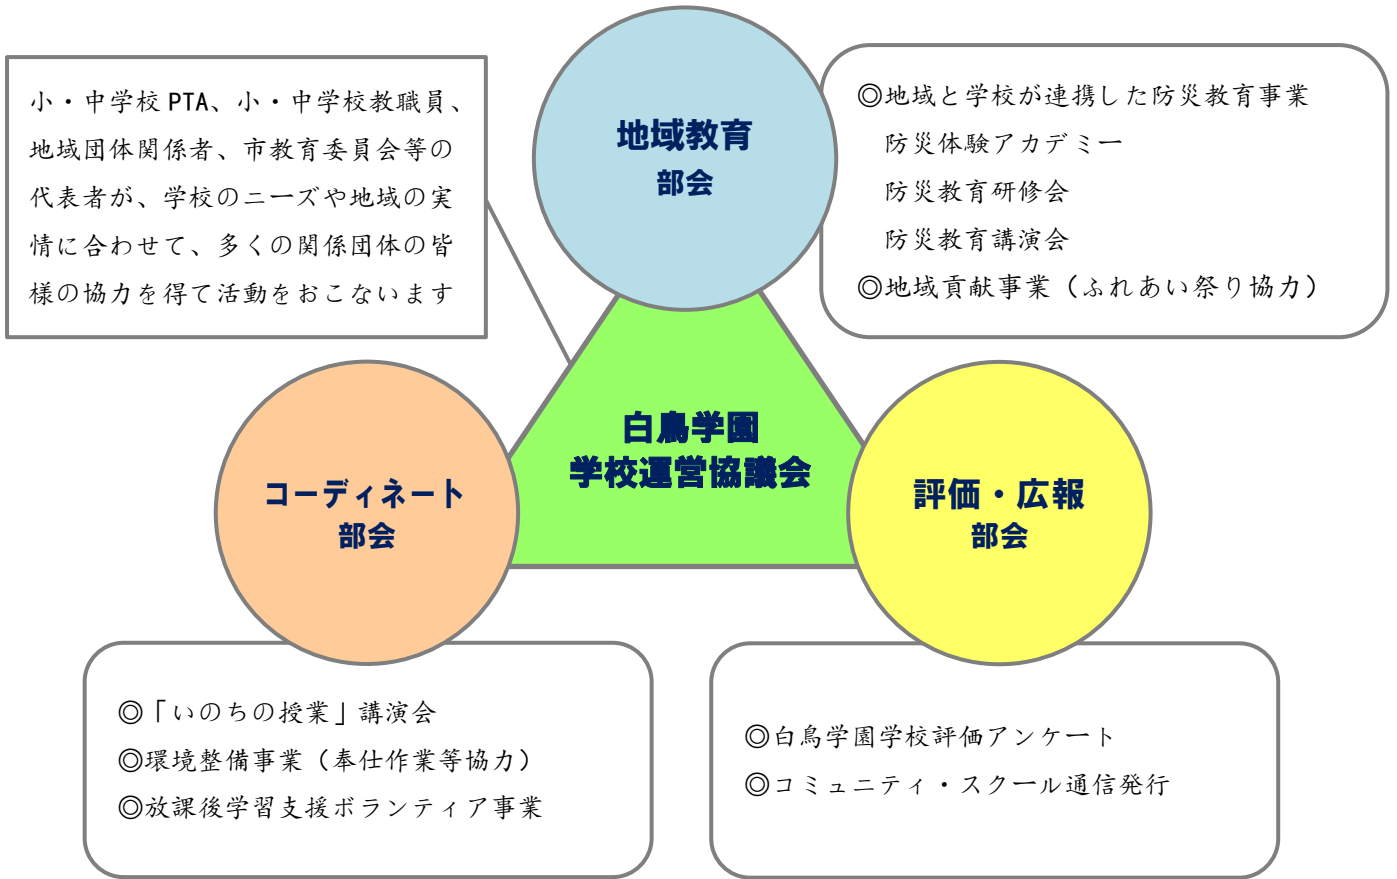 小・中学校 PTA、小・中学校教職員、
地域団体関係者、市教育委員会等の
代表者が、学校のニーズや地域の実
情に合わせて、多くの関係団体の皆
様の協力を得て活動をおこないます
地域教育
部会
◎地域と学校が連携した防災教育事業
防災体験アカデミー
防災教育研修会
防災教育講演会
◎地域貢献事業（ふれあい祭り協力）
白鳥学園
学校運営協議会
コーディネート
部会
評価・広報
部会
◎「いのちの授業」講演会
◎環境整備事業（奉仕作業等協力）
◎放課後学習支援ボランティア事業
◎白鳥学園学校評価アンケート
◎コミュニティ・スクール通信発行